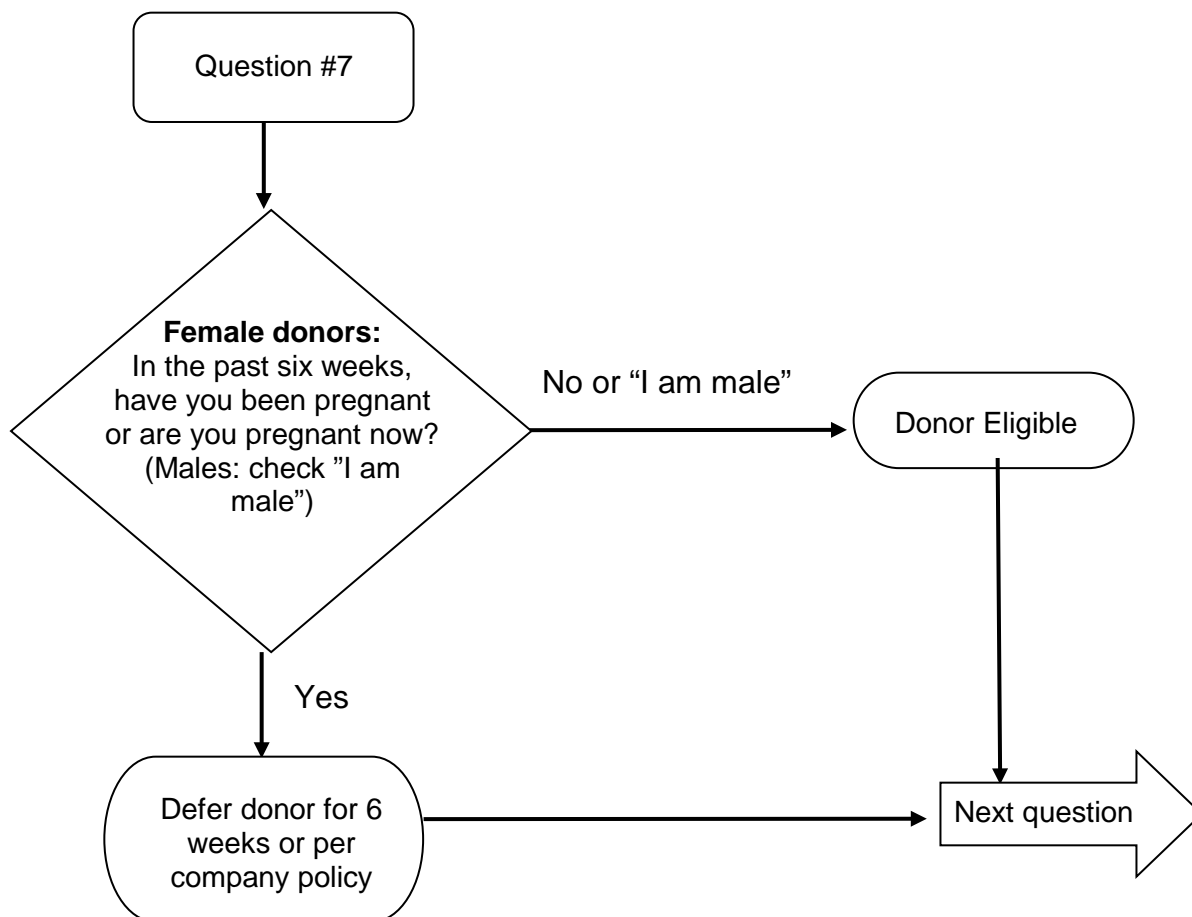 Question #7
Female donors:
In the past six weeks,
have you been pregnant
or are you pregnant now?
(Males: check ”I am
male”)
No or “I am male”
Donor Eligible
Yes
Defer donor for 6
weeks or per
company policy
Next question